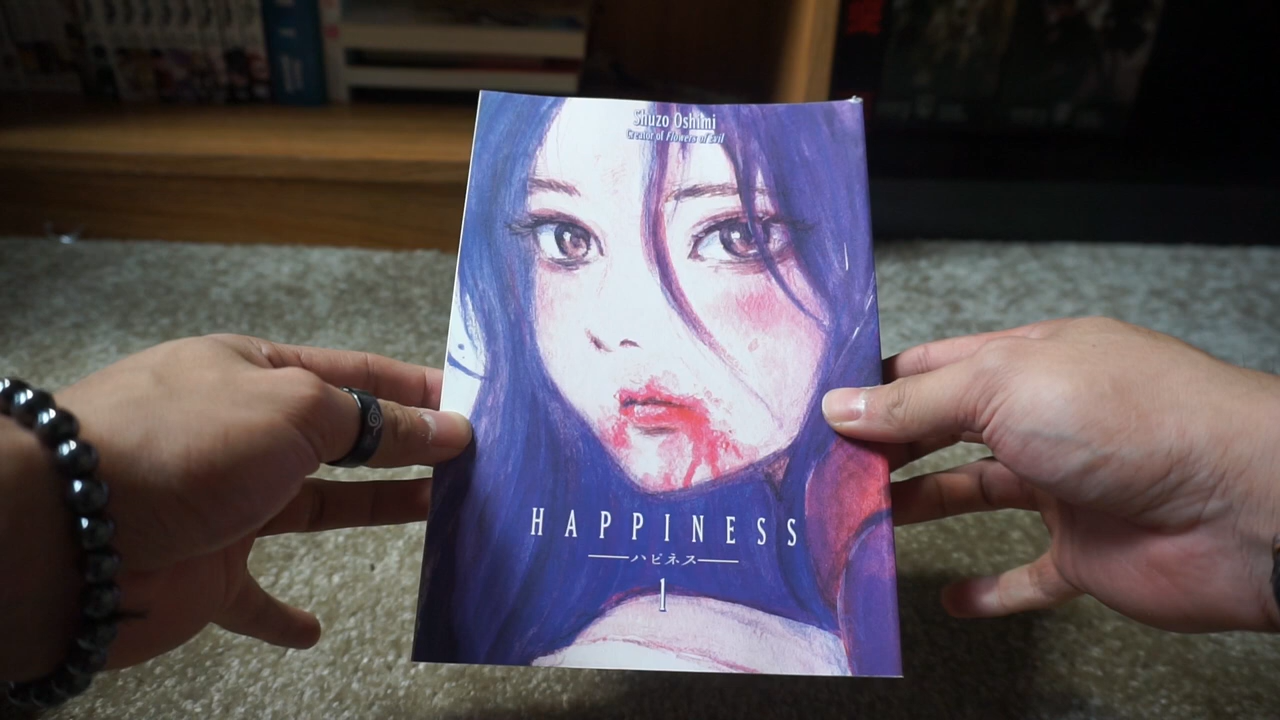 Shuzo Oshimi
Creator of Flowers of Evil
HAPPINESS
ハピネス
1